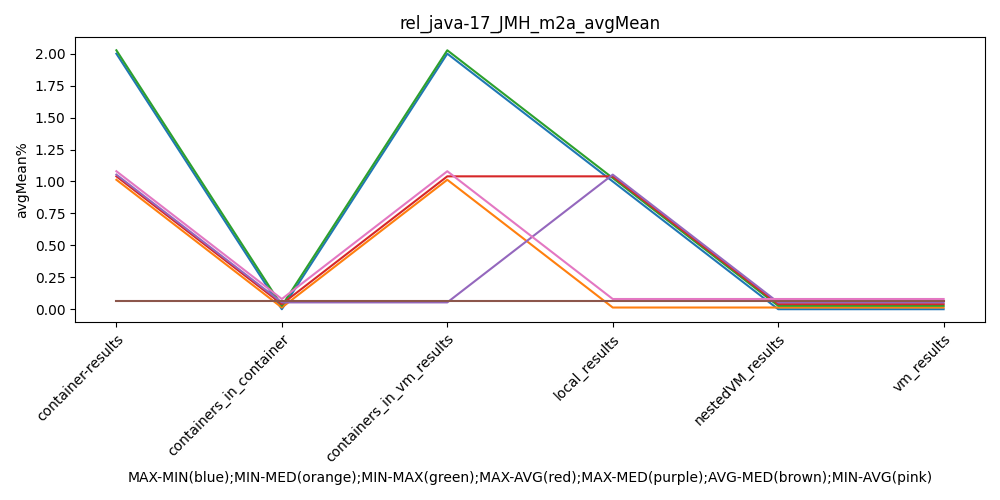 rel_java-17_JMH_m2a_avgMean
avgMean%
2.00
1.75
1.50
1.25
1.00
0.75
0.50
0.25
0.00
container-results
containers_in_container
containers_in_vm_results
local_results
nestedVM_results
vm_results
MAX-MIN(blue);MIN-MED(orange);MIN-MAX(green);MAX-AVG(red);MAX-MED(purple);AVG-MED(brown);MIN-AVG(pink)